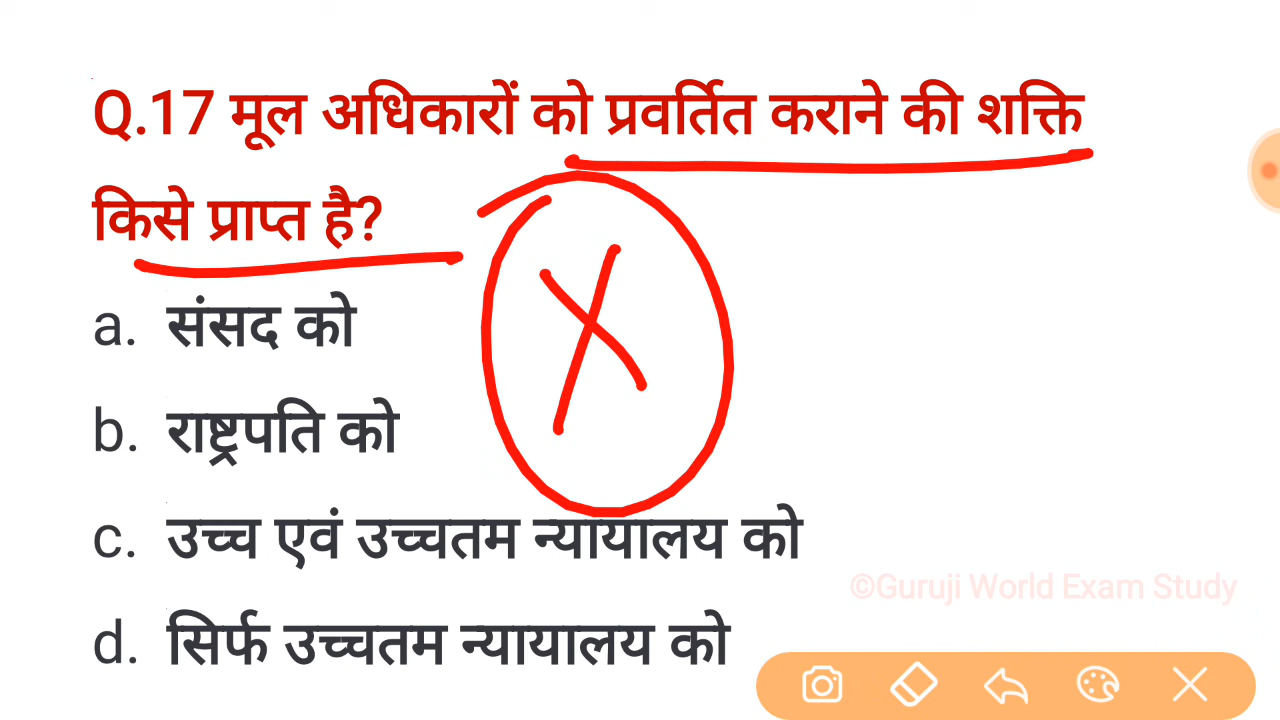 Q.17 मूल अधिकारों को प्रवर्तित कराने की शक्ति
किसे प्राप्त है?
a. संसद को
b. राष्ट्रपति को
c. उच्च एवं उच्चतम न्यायालय को
©Guruji World Exam Study
d. सिर्फ उच्चतम न्यायालय को